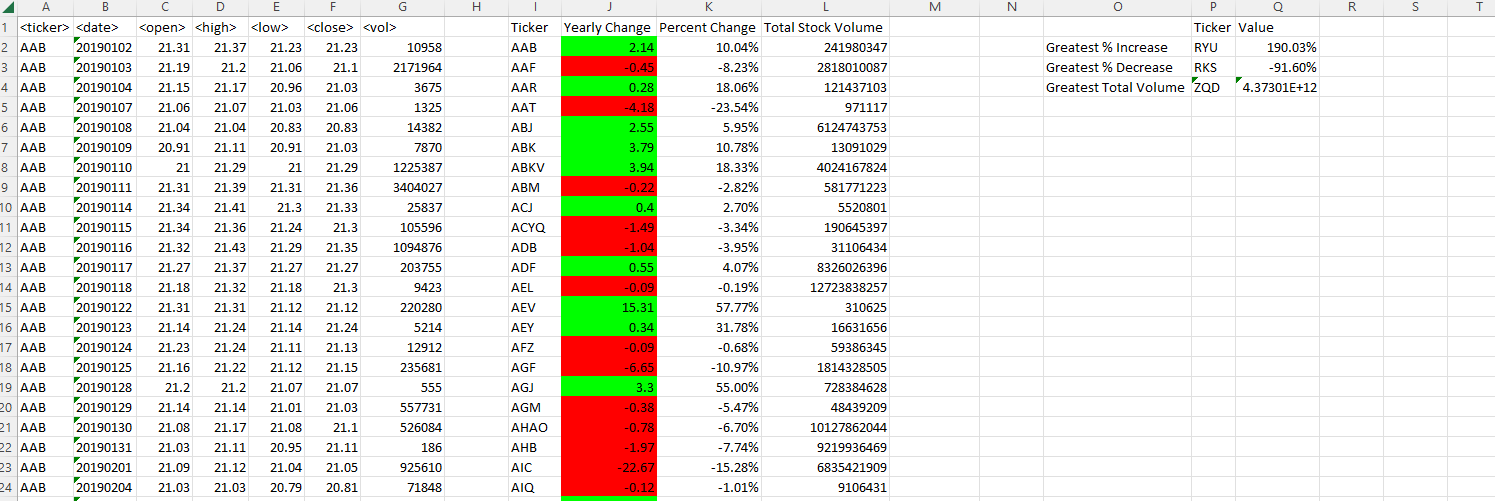 A B C D E F G H I J K L M N O P Q R S T
1 <ticker> <date> <open> <high> <low> <close> <vol> Ticker Yearly Change Percent Change Total Stock Volume Ticker Value
2 AAB 20190102 21.31 21.37 21.23 21.23 10958 AAB 2.14 10.04% 241980347 Greatest % Increase RYU 190.03%
3 AAB 20190103 21.19 21.2 21.06 21.1 2171964 AAF -0.45 -8.23% 2818010087 Greatest % Decrease RKS -91.60%
4 AAB 20190104 21.15 21.17 20.96 21.03 3675 AAR 0.28 18.06% 121437103 Greatest Total Volume ZQD 4.37301E+12
5 AAB 20190107 21.06 21.07 21.03 21.06 1325 AAT -4.18 -23.54% 971117
6 AAB 20190108 21.04 21.04 20.83 20.83 14382 ABJ 2.55 5.95% 6124743753
7 AAB 20190109 20.91 21.11 20.91 21.03 7870 ABK 3.79 10.78% 13091029
8 AAB 20190110 21 21.29 21 21.29 1225387 ABKV 3.94 18.33% 4024167824
9 AAB 20190111 21.31 21.39 21.31 21.36 3404027 ABM -0.22 -2.82% 581771223
10 AAB 20190114 21.34 21.41 21.3 21.33 25837 ACJ 0.4 2.70% 5520801
11 AAB 20190115 21.34 21.36 21.24 21.3 105596 ACYQ -1.49 -3.34% 190645397
12 AAB 20190116 21.32 21.43 21.29 21.35 1094876 ADB -1.04 -3.95% 31106434
13 AAB 20190117 21.27 21.37 21.27 21.27 203755 ADF 0.55 4.07% 8326026396
14 AAB 20190118 21.18 21.32 21.18 21.3 9423 AEL -0.09 -0.19% 12723838257
15 AAB 20190122 21.31 21.31 21.12 21.12 220280 AEV 15.31 57.77% 310625
16 AAB 20190123 21.14 21.24 21.14 21.24 5214 AEY 0.34 31.78% 16631656
17 AAB 20190124 21.23 21.24 21.11 21.13 12912 AFZ -0.09 -0.68% 59386345
18 AAB 20190125 21.16 21.22 21.12 21.15 235681 AGF -6.65 -10.97% 1814328505
19 AAB 20190128 21.2 21.2 21.07 21.07 555 AGJ 3.3 55.00% 728384628
20 AAB 20190129 21.14 21.14 21.01 21.03 557731 AGM -0.38 -5.47% 48439209
21 AAB 20190130 21.08 21.17 21.08 21.1 526084 AHAO -0.78 -6.70% 10127862044
22 AAB 20190131 21.03 21.11 20.95 21.11 186 AHB -1.97 -7.74% 9219936469
23 AAB 20190201 21.09 21.12 21.04 21.05 925610 AIC -22.67 -15.28% 6835421909
24 AAB 20190204 21.03 21.03 20.79 20.81 71848 AIQ -0.12 -1.01% 9106431